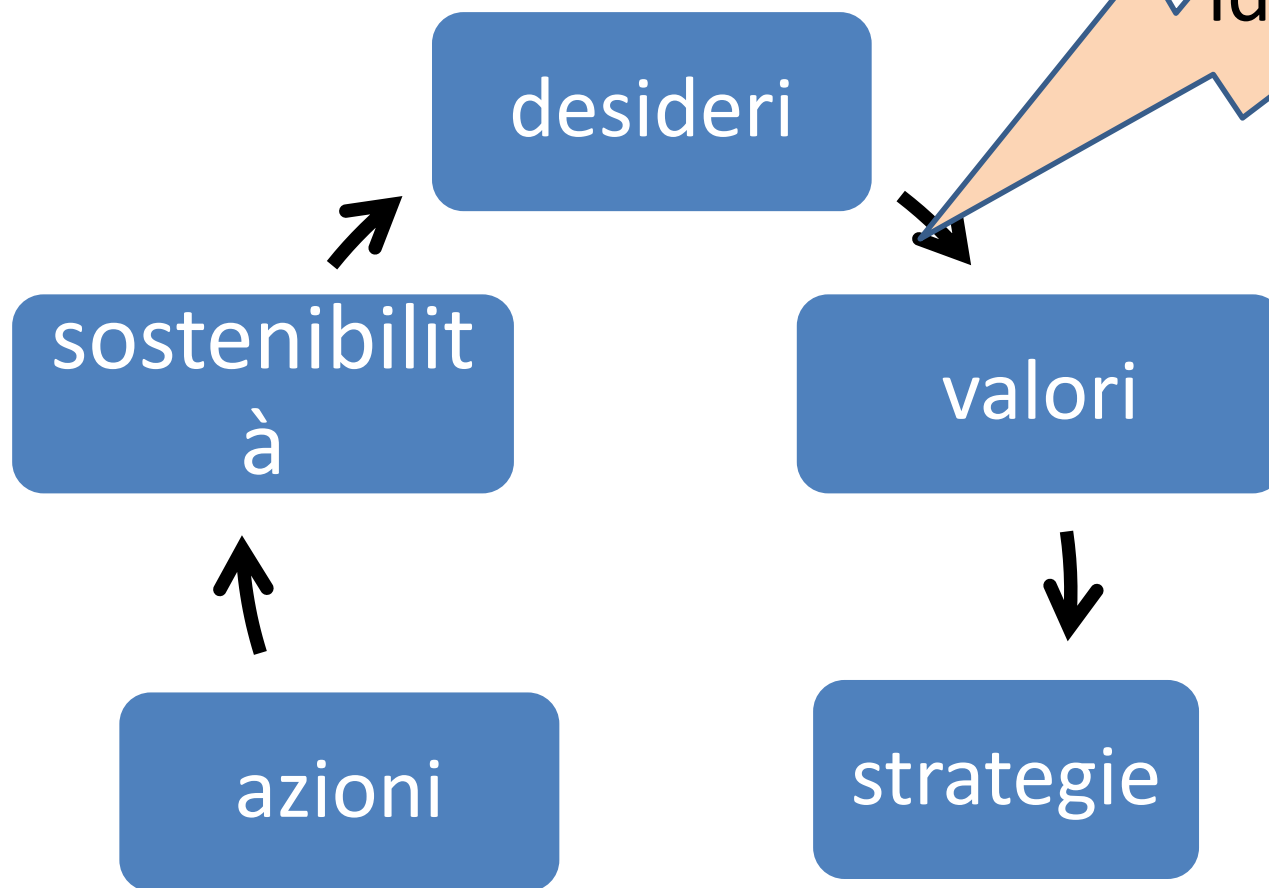 desideri
sostenibilit
à
valori
azioni
strategie